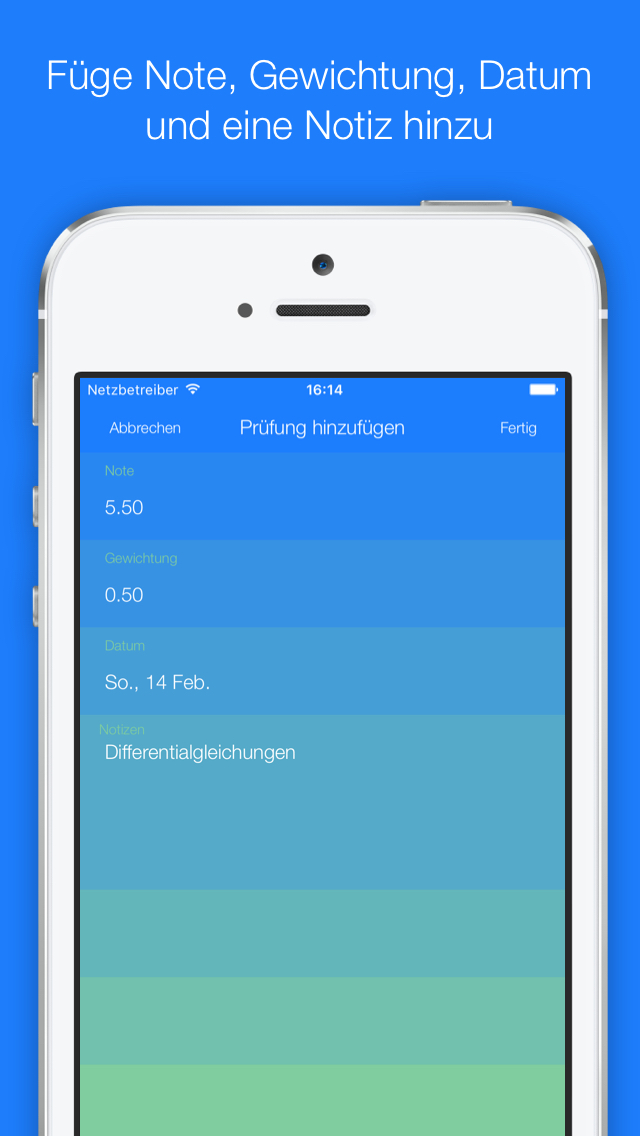 Füge Note, Gewichtung, Datum
und eine Notiz hinzu
Netzbetreiber 16:14
Abbrechen Prüfung hinzufügen Fertig
Note
5.50
Gewichtung
0.50
Datum
So., 14 Feb.
Notizen
Differentialgleichungen